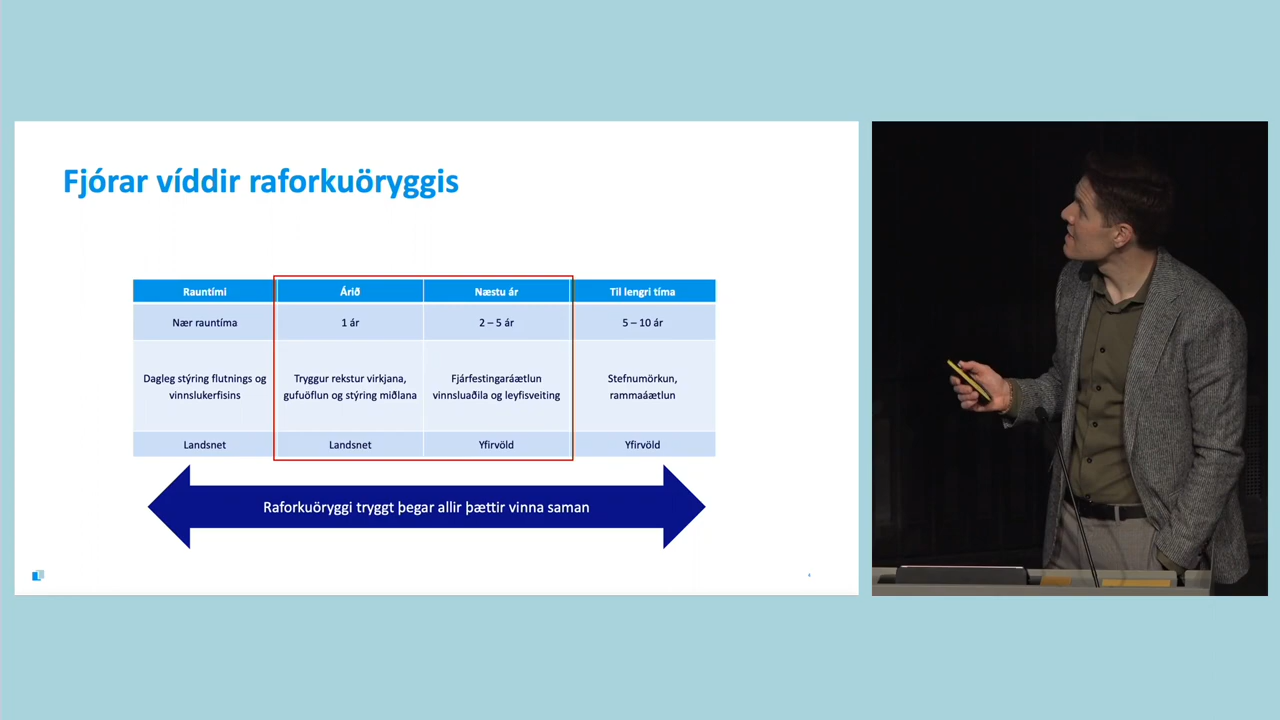 Fjórar víddir raforkuöryggis
Rauntími Árið Næstu ár Til lengri tíma
Nær rauntíma 1 ár 2 – 5 ár 5 – 10 ár
Dagleg stýring flutnings og
vinnslukerfisins
Tryggur rekstur virkjana,
gufuöflun og stýring miðlana
Fjárfestingaráætlun
vinnsluaðila og leyfisveiting
Stefnumörkun,
rammaáætlun
Landsnet Landsnet Yfirvöld Yfirvöld
Raforkuöryggi tryggt þegar allir þættir vinna saman
4